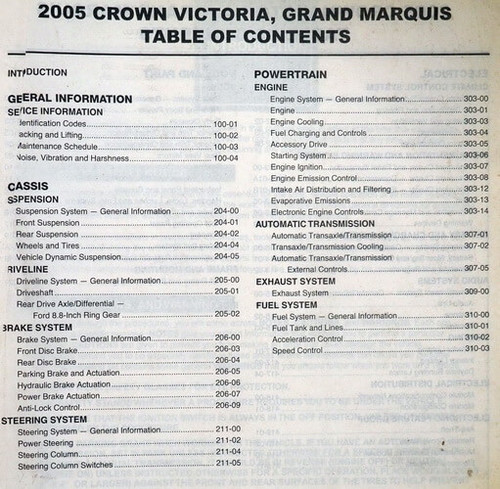 2005 CROWN VICTORIA, GRAND MARQUIS
TABLE OF CONTENTS
INTRODUCTION
GENERAL INFORMATION
SERVICE INFORMATION
Identification Codes 100-01
acking and Lifting 100-02
Maintenance Schedule 100-03
Noise, Vibration and Harshness 100-04
CASSIS
SSPENSION
Suspension System — General Information 204-00
Front Suspension 204-01
Rear Suspension 204-02
Wheels and Tires 204-04
Vehicle Dynamic Suspension 204-05
RIVELINE
Driveline System — General Information 205-00
Driveshaft 205-01
Rear Drive Axle/Differential —
Ford 8.8-Inch Ring Gear 205-02
BRAKE SYSTEM
Brake System — General Information 206-00
Front Disc Brake 206-03
Rear Disc Brake 206-04
Parking Brake and Actuation 206-05
Hydraulic Brake Actuation 206-06
Power Brake Actuation 206-07
Anti-Lock Control 206-09
STEERING SYSTEM
Steering System — General Information 211-00
Power Steering 211-02
Steering Column 211-04
Steering Column Switches 211-05
POWERTRAIN
ENGINE
Engine System — General Information 303-00
Engine 303-01
Engine Cooling 303-03
Fuel Charging and Controls 303-04
Accessory Drive 303-05
Starting System 303-06
Engine Ignition 303-07
Engine Emission Control 303-08
Intake Air Distribution and Filtering 303-12
Evaporative Emissions 303-13
Electronic Engine Controls 303-14
AUTOMATIC TRANSMISSION
Automatic Transaxle/Transmission 307-01
Transaxle/Transmission Cooling 307-02
Automatic Transaxle/Transmission
External Controls 307-05
EXHAUST SYSTEM
Exhaust System 309-00
FUEL SYSTEM
Fuel System — General Information 310-00
Fuel Tank and Lines 310-01
Acceleration Control 310-02
Speed Control 310-03